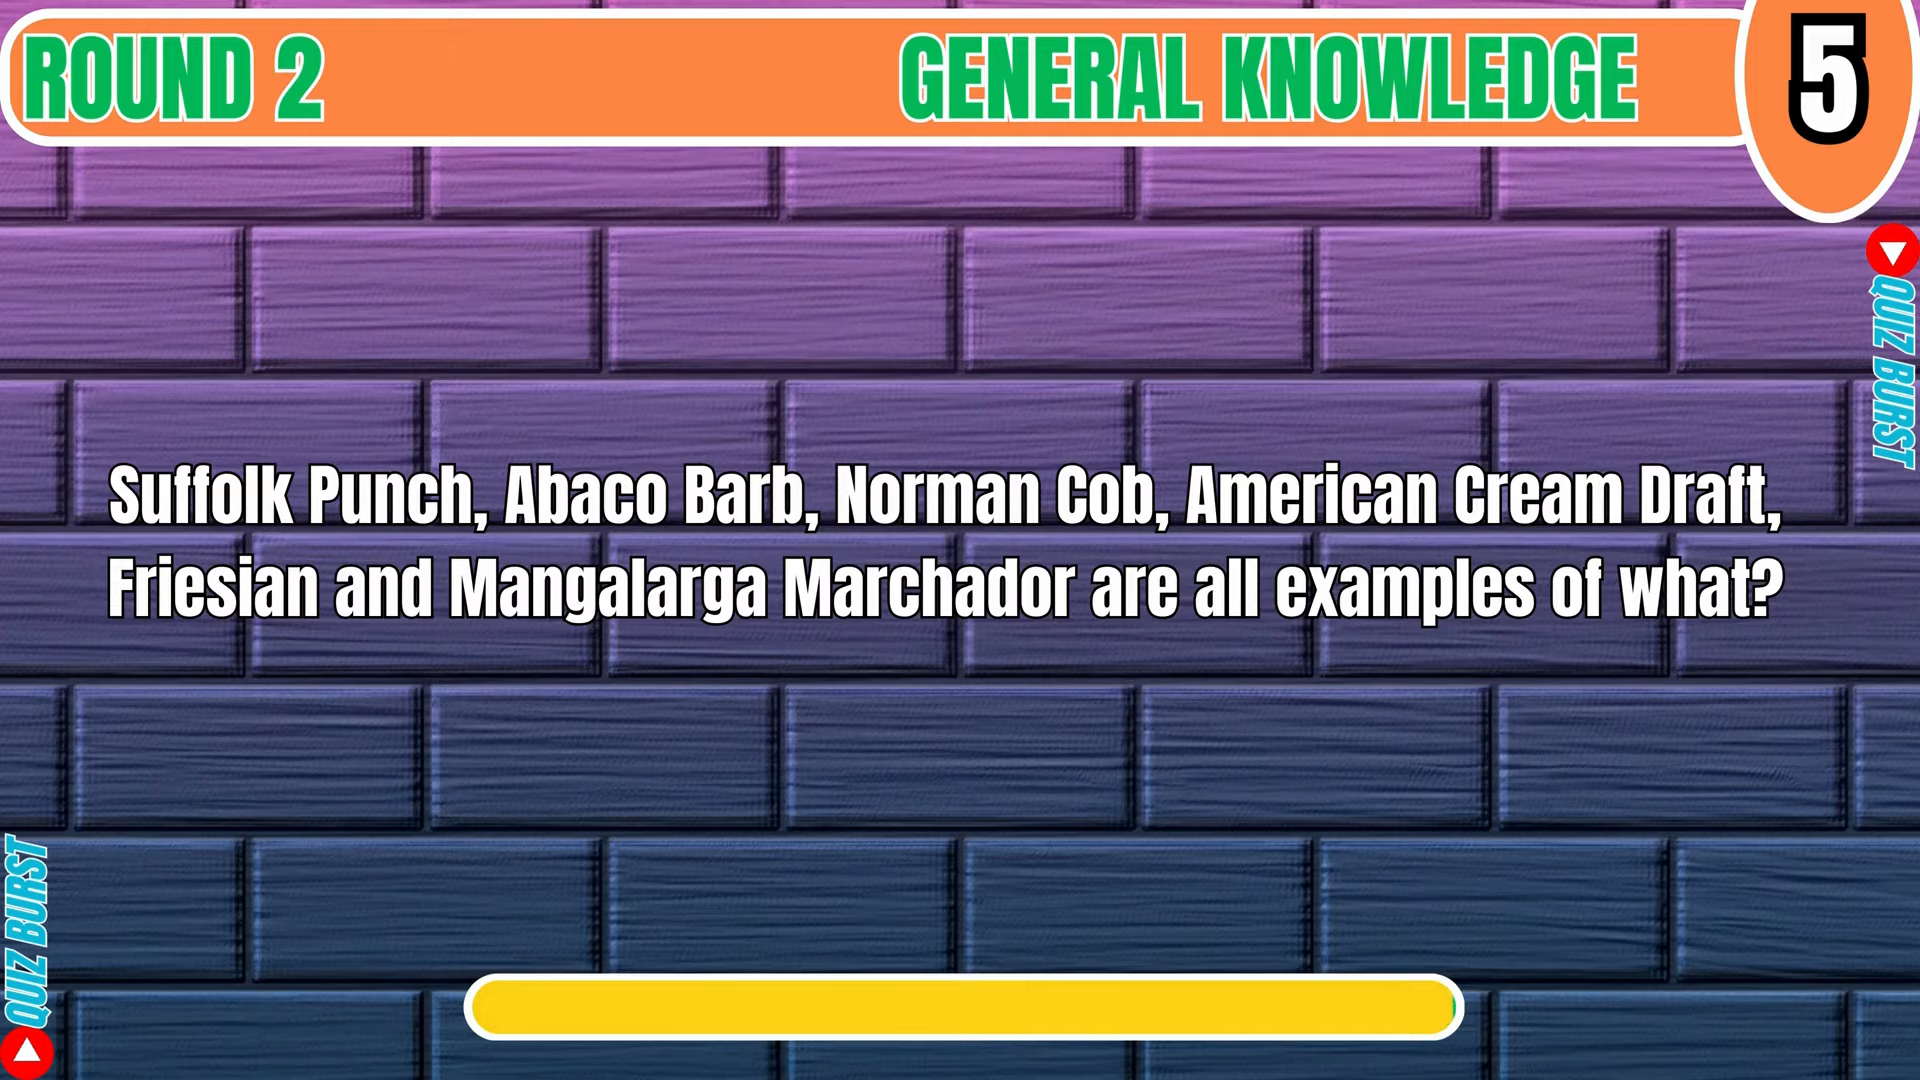 ROUND 2
GENERAL KNOWLEDGE
5
QUIZ BURST
Suffolk Punch, Abaco Barb, Norman Cob, American Cream Draft,
Friesian and Mangalarga Marchador are all examples of what?
QUIZ BURST